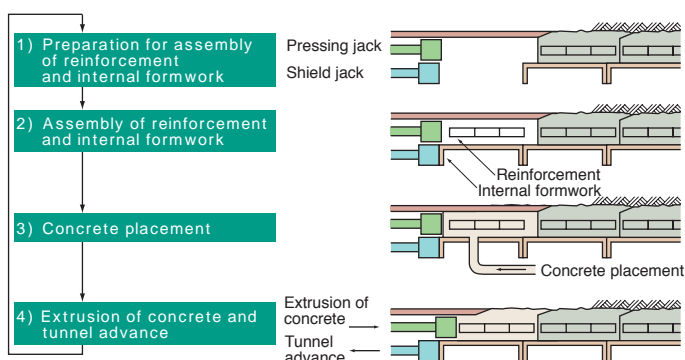 1) Preparation for assembly
of reinforcement
and internal formwork
Pressing jack
Shield jack
2) Assembly of reinforcement
and internal formwork
Reinforcement
Internal formwork
3) Concrete placement
Concrete placement
4) Extrusion of concrete and
tunnel advance
Extrusion of
concrete
Tunnel
advance